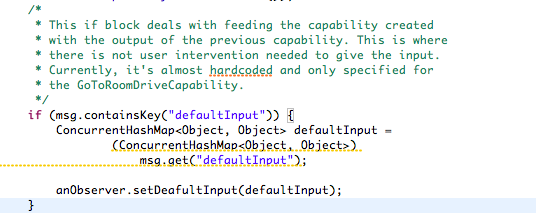 /*
* This if block deals with feeding the capability created
* with the output of the previous capability. This is where
* there is not user intervention needed to give the input.
* Currently, it's almost hardcoded and only specified for
* the GoToRoomDriveCapability.
*/
if (msg.containsKey("defaultInput")) {
ConcurrentHashMap<Object, Object> defaultInput =
(ConcurrentHashMap<Object, Object>)
msg.get("defaultInput");
anObserver.setDeafultInput(defaultInput);
}